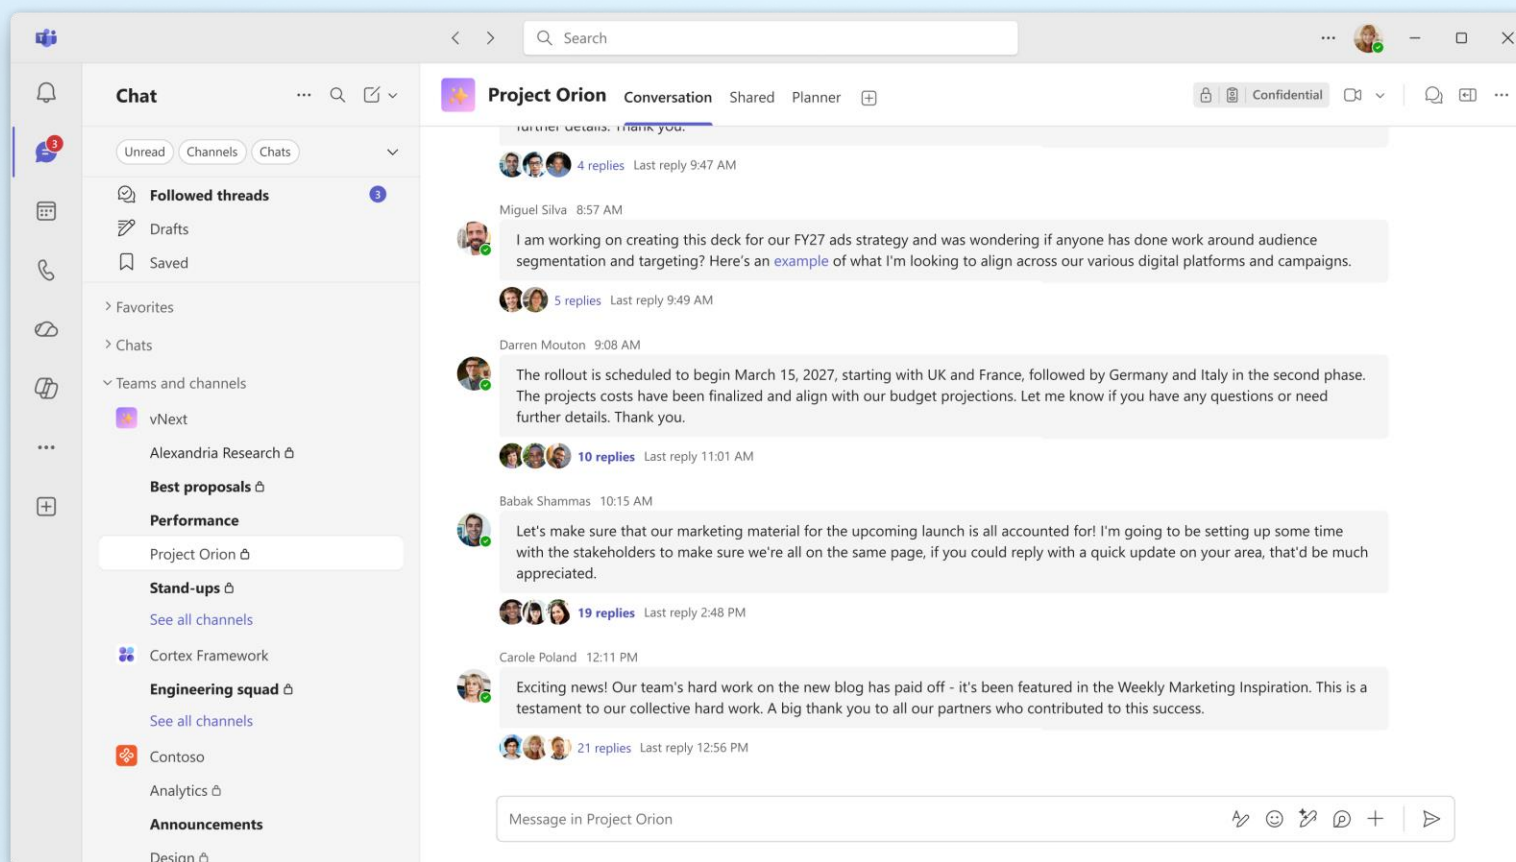 Search
Chat
3
Unread
Channels
Chats
Followed threads
3
Drafts
Saved
Favorites
Chats
Teams and channels
vNext
Alexandria Research
Best proposals
Performance
Project Orion
Stand-ups
See all channels
Cortex Framework
Engineering squad
See all channels
Contoso
Analytics
Announcements
Design
Project Orion
Conversation
Shared
Planner
Confidential
further details. Thank you.
4 replies Last reply 9:47 AM
Miguel Silva 8:57 AM
I am working on creating this deck for our FY27 ads strategy and was wondering if anyone has done work around audience
segmentation and targeting? Here's an example of what I'm looking to align across our various digital platforms and campaigns.
5 replies Last reply 9:49 AM
Darren Mouton 9:08 AM
The rollout is scheduled to begin March 15, 2027, starting with UK and France, followed by Germany and Italy in the second phase.
The projects costs have been finalized and align with our budget projections. Let me know if you have any questions or need
further details. Thank you.
10 replies Last reply 11:01 AM
Babak Shammas 10:15 AM
Let's make sure that our marketing material for the upcoming launch is all accounted for! I'm going to be setting up some time
with the stakeholders to make sure we're all on the same page, if you could reply with a quick update on your area, that'd be much
appreciated.
19 replies Last reply 2:48 PM
Carole Poland 12:11 PM
Exciting news! Our team's hard work on the new blog has paid off - it's been featured in the Weekly Marketing Inspiration. This is a
testament to our collective hard work. A big thank you to all our partners who contributed to this success.
21 replies Last reply 12:56 PM
Message in Project Orion